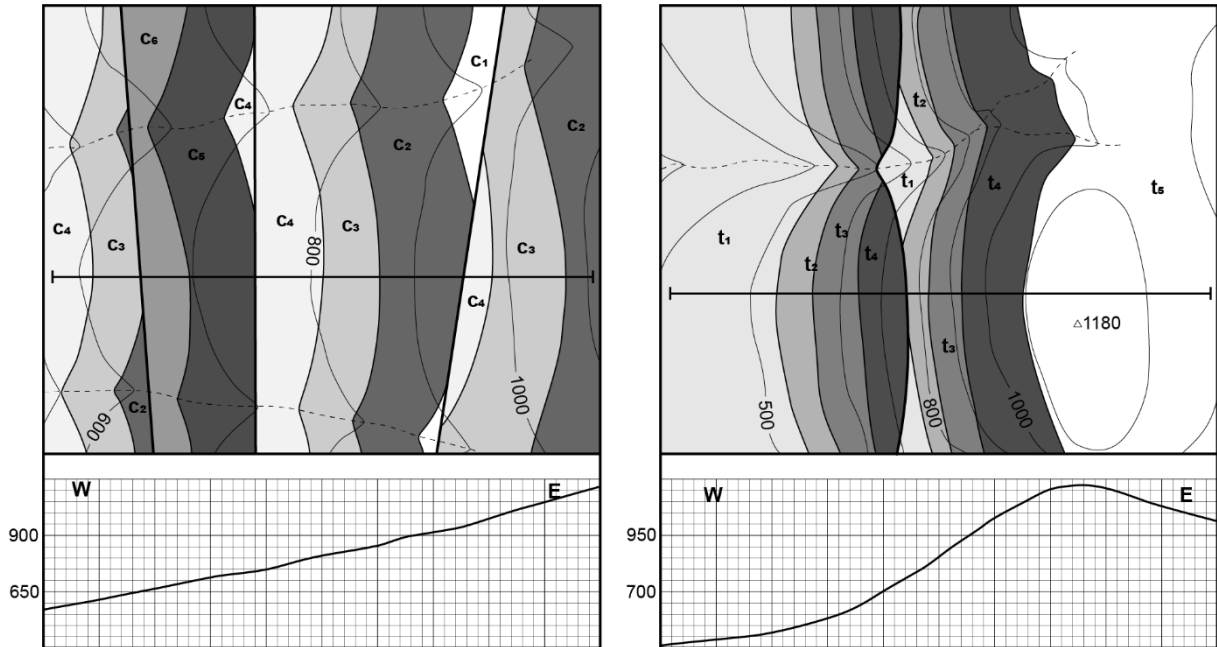 C₆
C₁
C₄
C₂
C₂
C₅
C₄
C₃
C₄
C₃
C₃
800
C₄
C₂
600
1000
W
E
900
650
t₂
t₁
t₄
t₅
t₁
t₃
t₂
t₄
△1180
t₃
500
800
1000
W
E
950
700